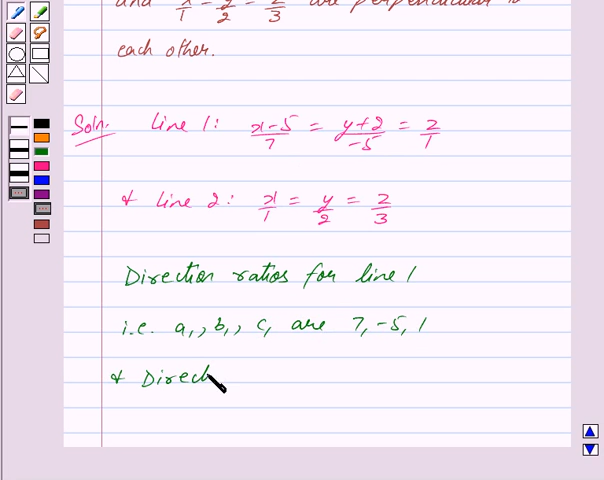 and x/1 = y/2 = z/3 are perpendicular to
each other.
Soln. Line 1: x-5/7 = y+2/-5 = z/1
& Line 2: x/1 = y/2 = z/3
Direction ratios for line 1
i.e. a₁, b₁, c₁ are 7, -5, 1
& Direct